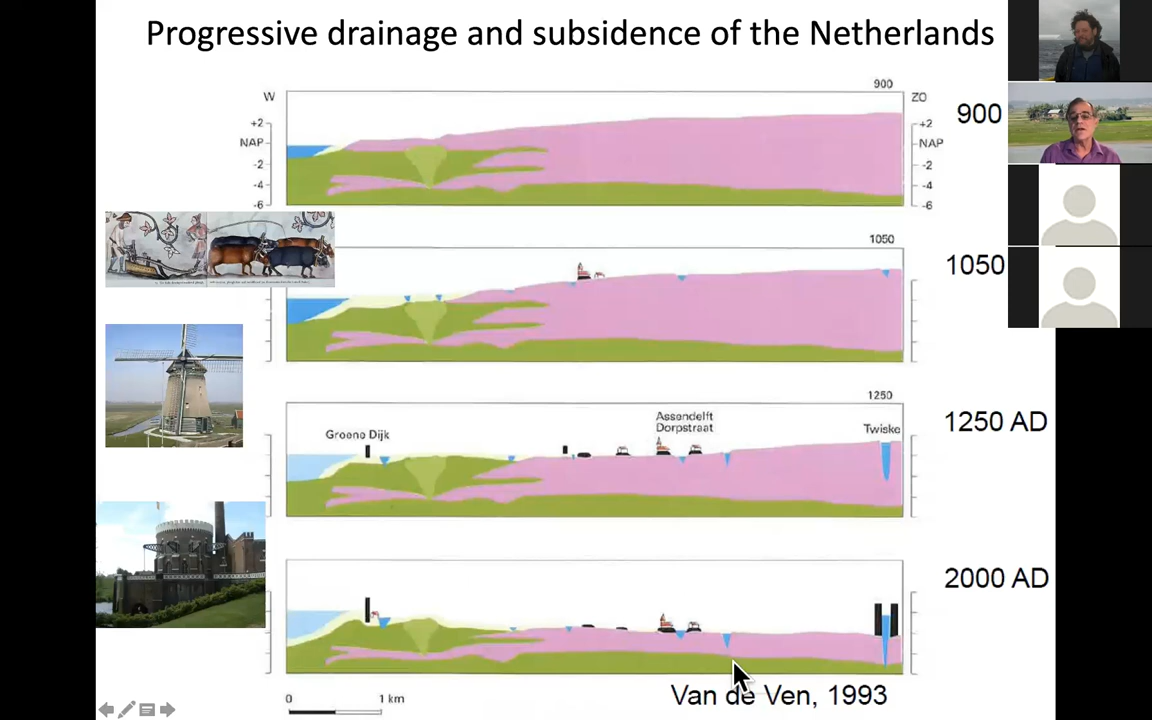 Progressive drainage and subsidence of the Netherlands
900
W
ZO
900
+2
+2
NAP
NAP
-2
-2
-4
-4
-6
-6
1050
1050
1250
1250 AD
Groene Dijk
Assendelft
Dorpstraat
Twiske
2000 AD
0
1 km
Van de Ven, 1993